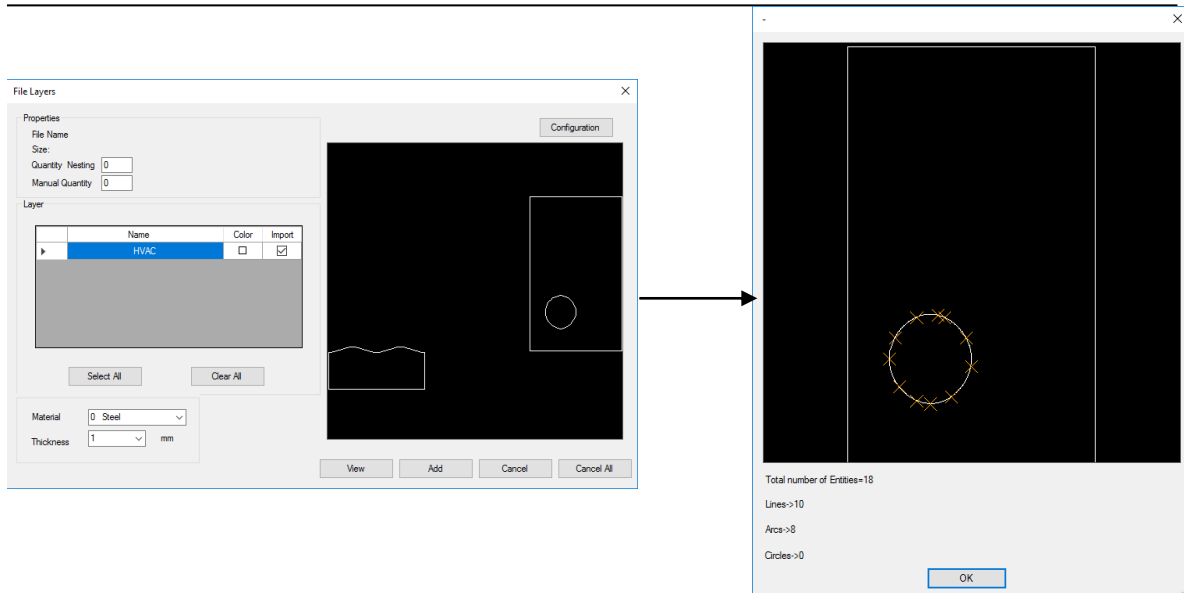 File Layers
Properties
File Name
Size:
Quantity Nesting 0
Manual Quantity 0
Configuration
Layer
Name Color Import
HVAC
Select All Clear All
Material 0 Steel
Thickness 1 mm
View Add Cancel Cancel All
-
Total number of Entities=18
Lines->10
Arcs->8
Circles->0
OK